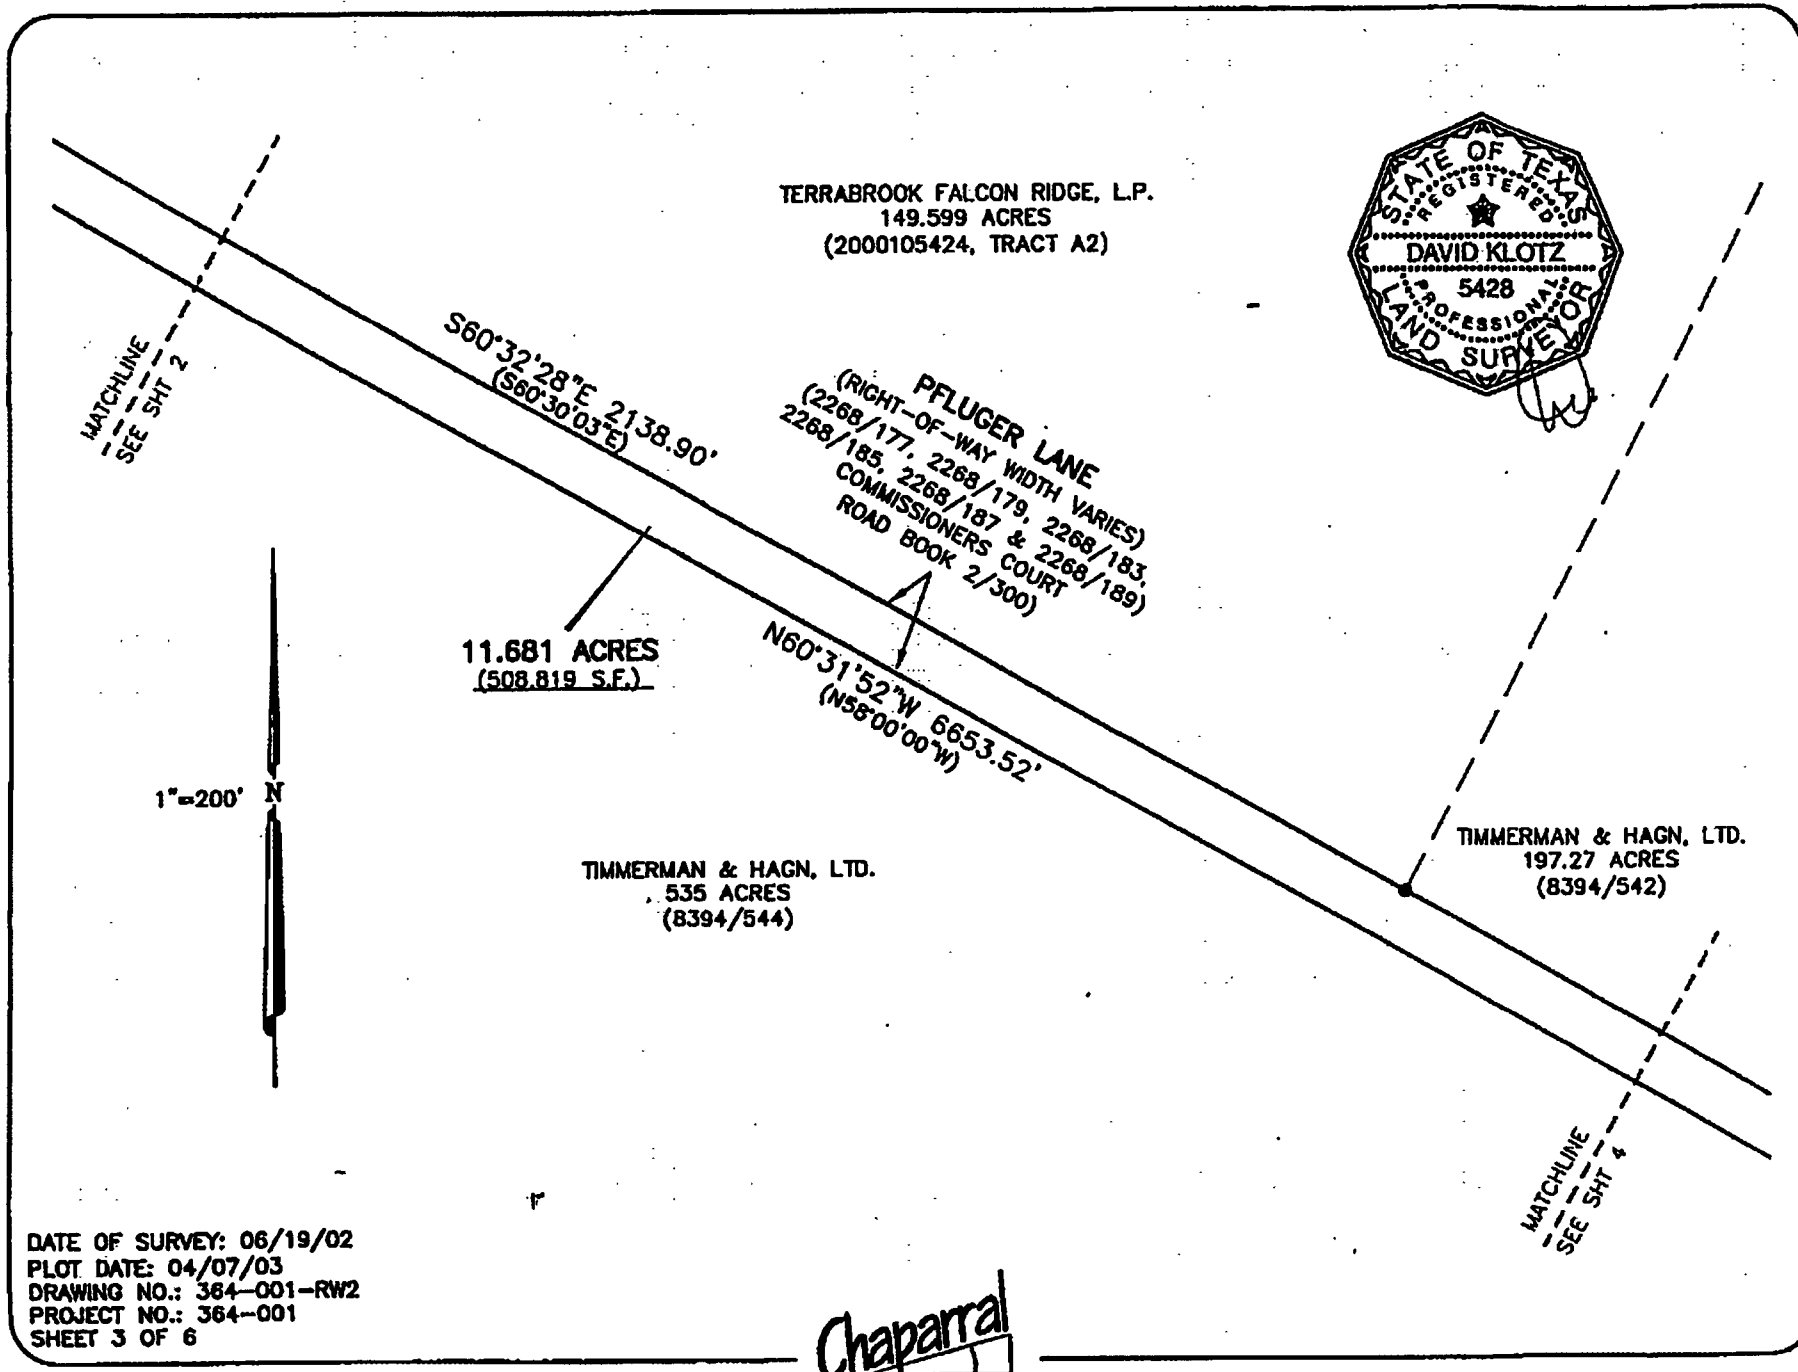 TERRABROOK FALCON RIDGE, L.P.
149.599 ACRES
(2000105424, TRACT A2)
STATE OF TEXAS
REGISTERED
DAVID KLOTZ
5428
PROFESSIONAL
LAND SURVEYOR
MATCHLINE
SEE SHT 2
S60°32'28"E 2138.90'
(S60°30'03"E)
PFLUGER LANE
(RIGHT-OF-WAY WIDTH VARIES)
(2268/177, 2268/179, 2268/183,
2268/185, 2268/187 & 2268/189)
COMMISSIONERS COURT
ROAD BOOK 2/300)
11.681 ACRES
(508.819 S.F.)
N60°31'52"W 6653.52'
(N58°00'00"W)
1"=200'
N
TIMMERMAN & HAGN, LTD.
535 ACRES
(8394/544)
TIMMERMAN & HAGN, LTD.
197.27 ACRES
(8394/542)
MATCHLINE
SEE SHT 4
DATE OF SURVEY: 06/19/02
PLOT DATE: 04/07/03
DRAWING NO.: 364-001-RW2
PROJECT NO.: 364-001
SHEET 3 OF 6
Chaparral